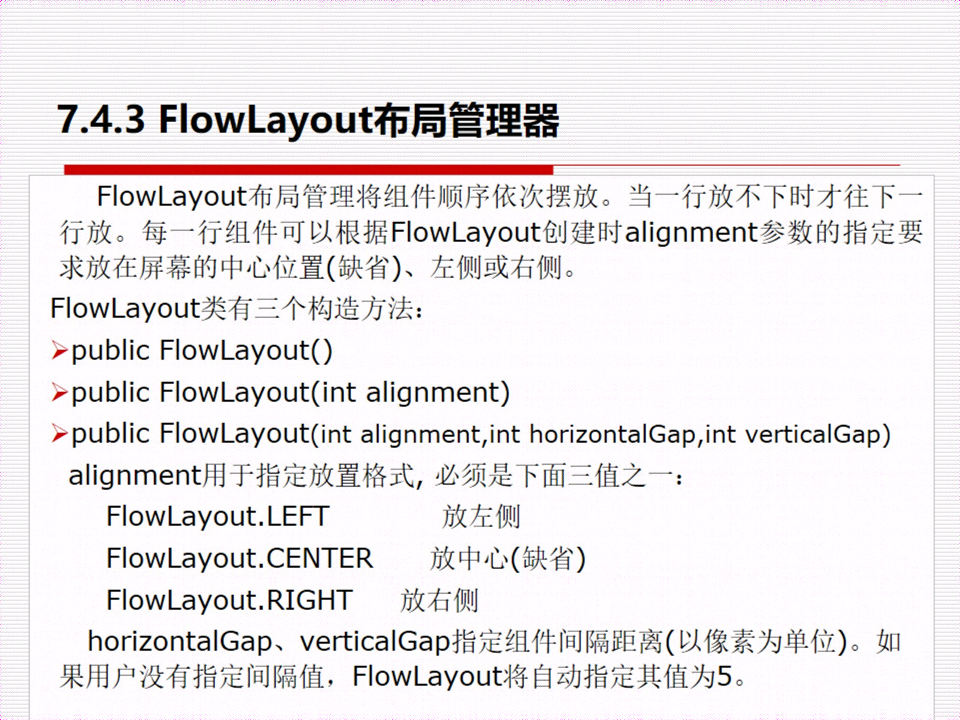 7.4.3 FlowLayout布局管理器
FlowLayout布局管理将组件顺序依次摆放。当一行放不下时才往下一
行放。每一行组件可以根据FlowLayout创建时alignment参数的指定要
求放在屏幕的中心位置(缺省)、左侧或右侧。
FlowLayout类有三个构造方法：
➢public FlowLayout()
➢public FlowLayout(int alignment)
➢public FlowLayout(int alignment,int horizontalGap,int verticalGap)
alignment用于指定放置格式, 必须是下面三值之一：
FlowLayout.LEFT 放左侧
FlowLayout.CENTER 放中心(缺省)
FlowLayout.RIGHT 放右侧
horizontalGap、verticalGap指定组件间隔距离(以像素为单位)。如
果用户没有指定间隔值，FlowLayout将自动指定其值为5。